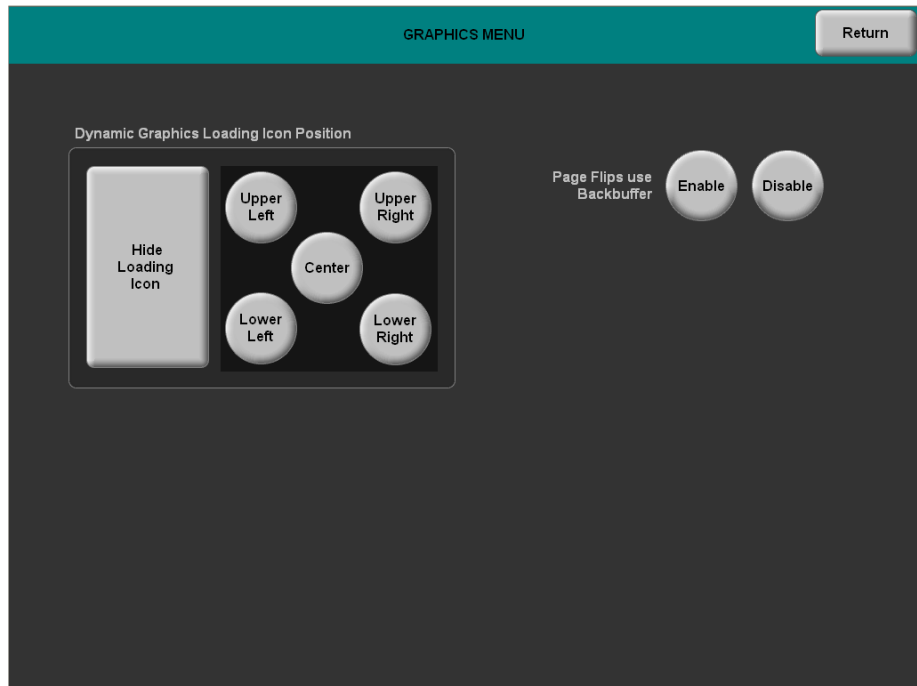 GRAPHICS MENU
Return
Dynamic Graphics Loading Icon Position
Hide
Loading
Icon
Upper
Left
Upper
Right
Center
Lower
Left
Lower
Right
Page Flips use
Backbuffer
Enable
Disable